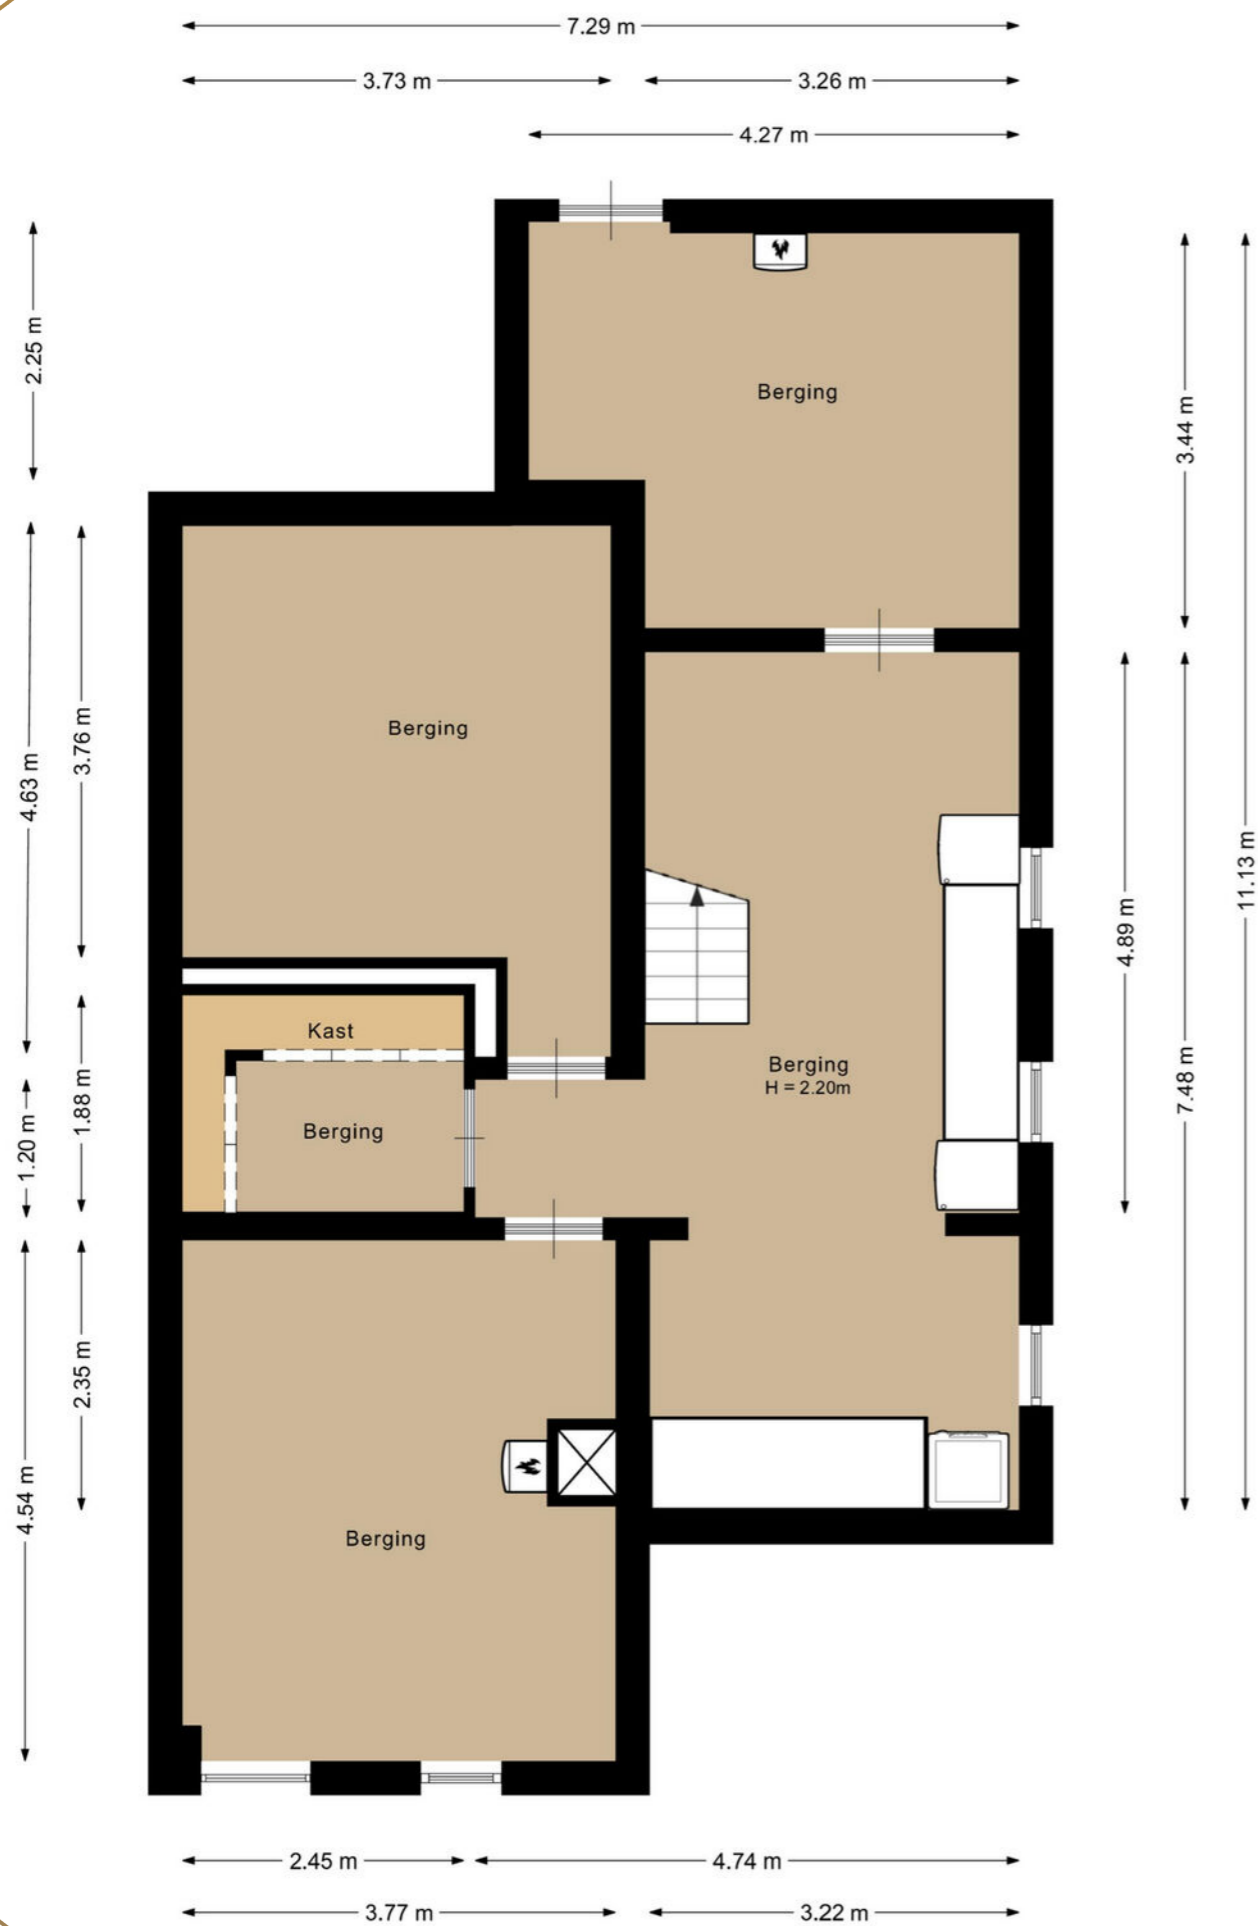 7.29 m
3.73 m
3.26 m
4.27 m
2.25 m
Berging
3.44 m
4.63 m
3.76 m
Berging
4.89 m
7.48 m
11.13 m
Kast
Berging
H = 2.20m
1.20 m
1.88 m
Berging
4.54 m
2.35 m
Berging
2.45 m
4.74 m
3.77 m
3.22 m